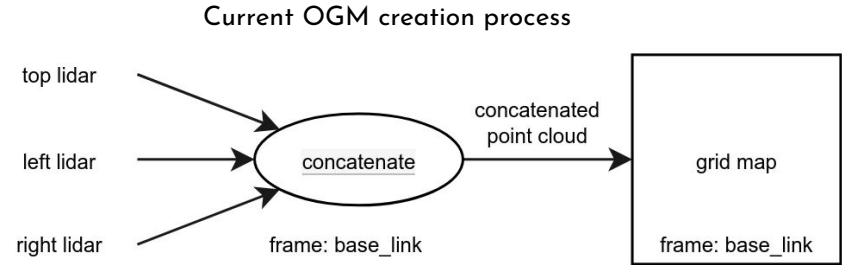 Current OGM creation process
top lidar
left lidar
right lidar
concatenate
frame: base_link
concatenated
point cloud
grid map
frame: base_link